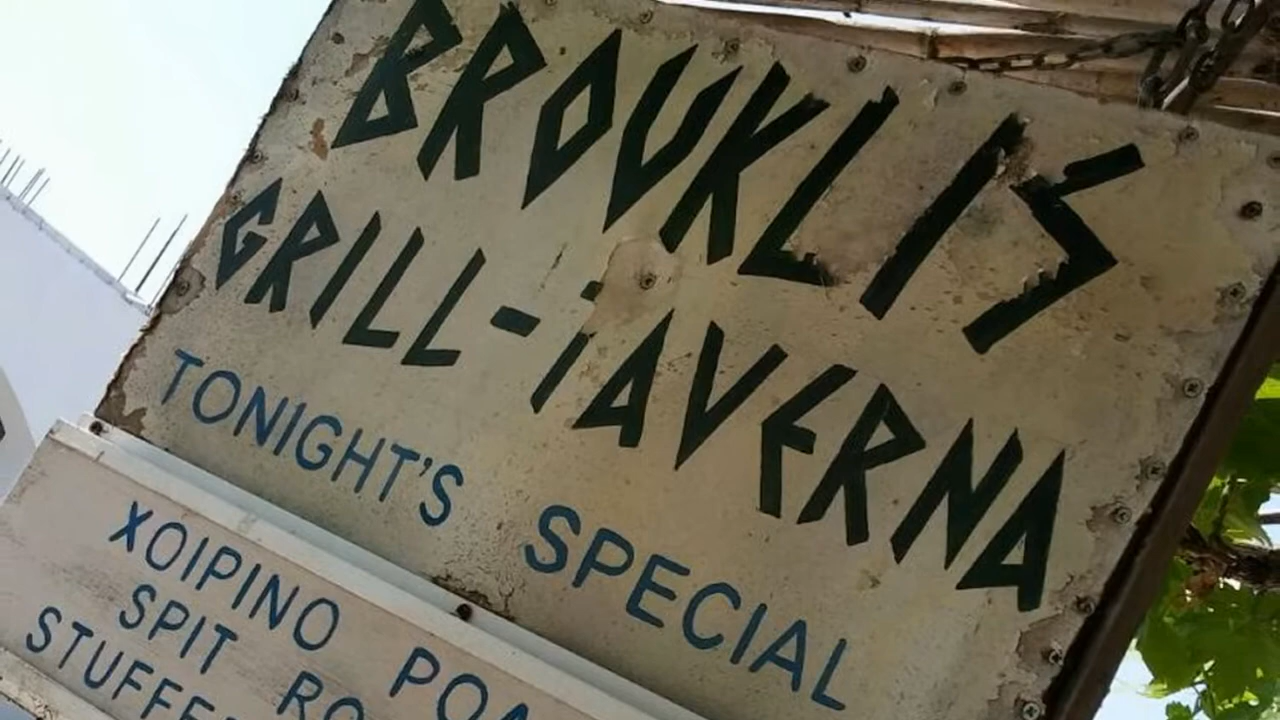 BROUKLIS
GRILL-TAVERNA
TONIGHT'S SPECIAL
XOIPINO
SPIT